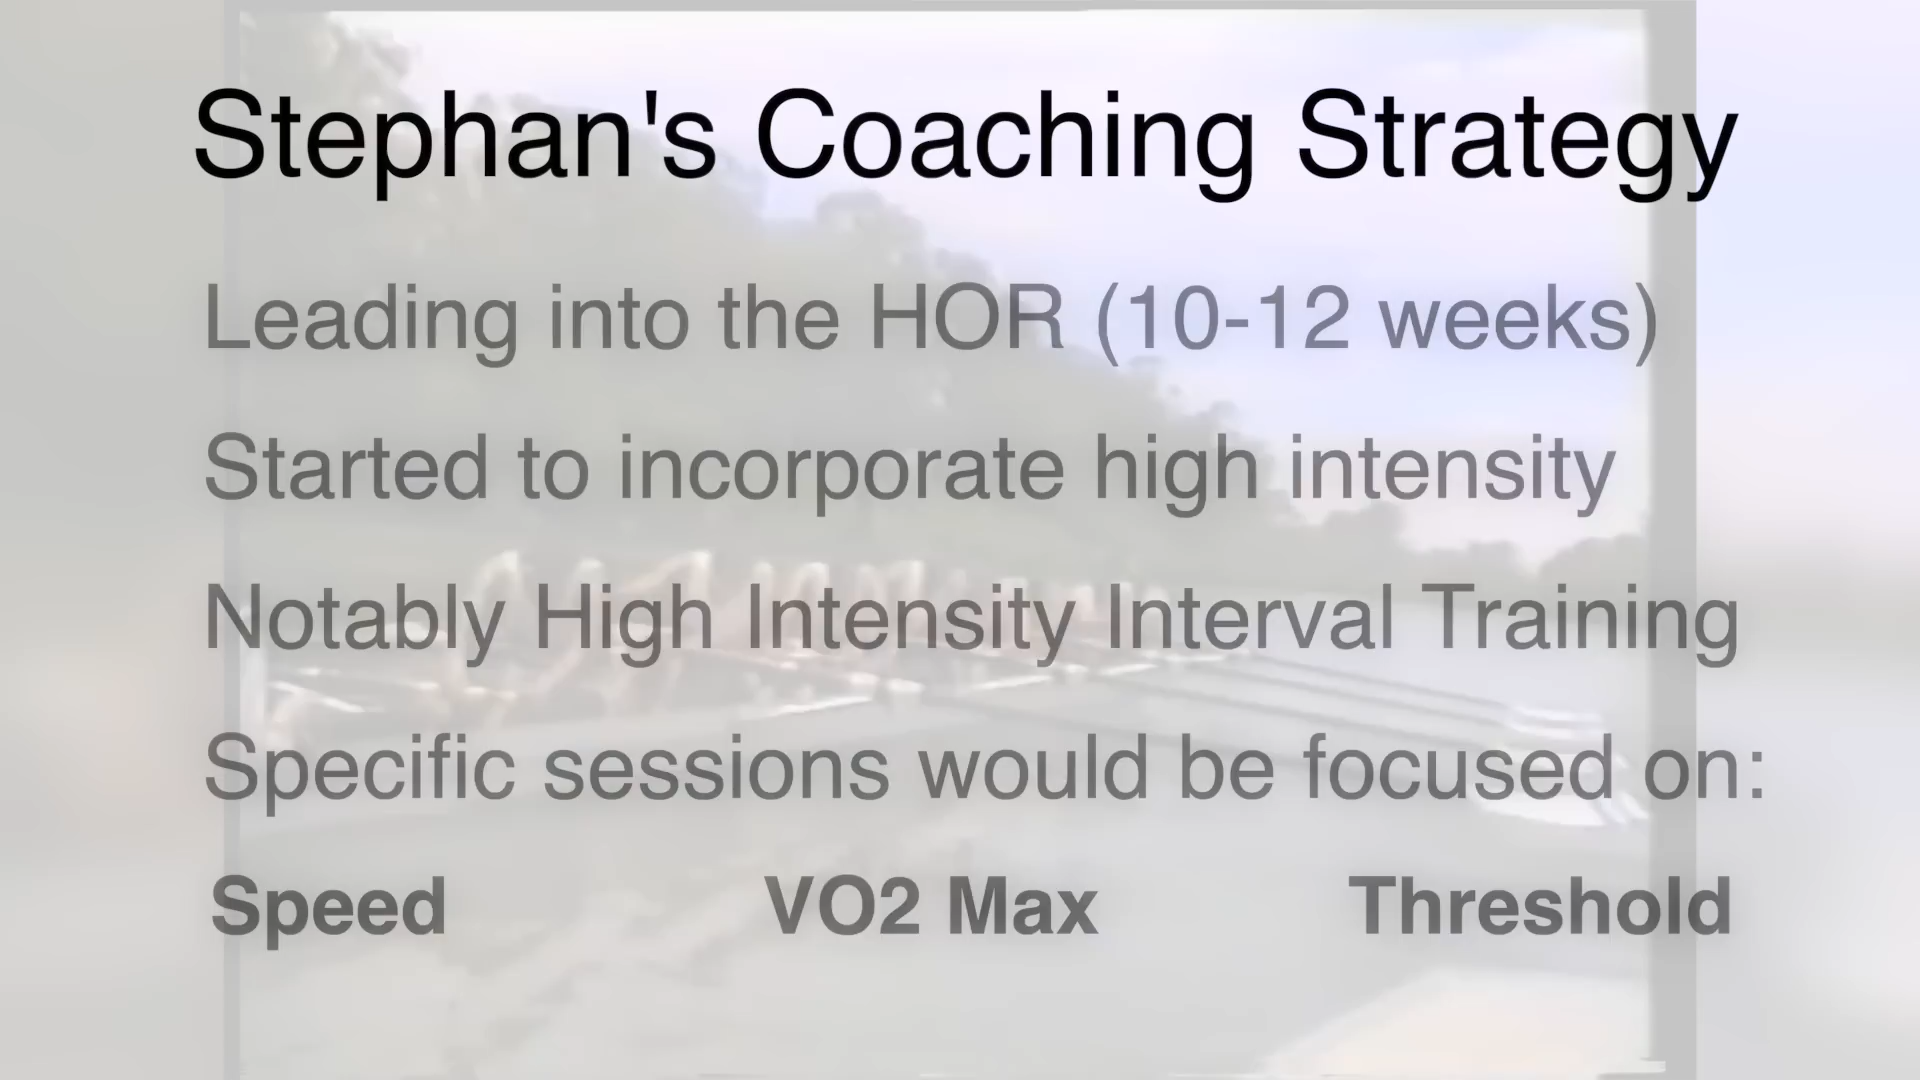 Stephan's Coaching Strategy
Leading into the HOR (10-12 weeks)
Started to incorporate high intensity
Notably High Intensity Interval Training
Specific sessions would be focused on:
Speed VO2 Max Threshold